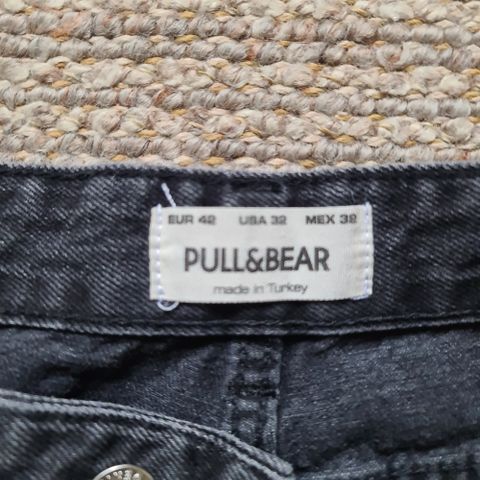 EUR 42 USA 32 MEX 32
PULL&BEAR
made in Turkey